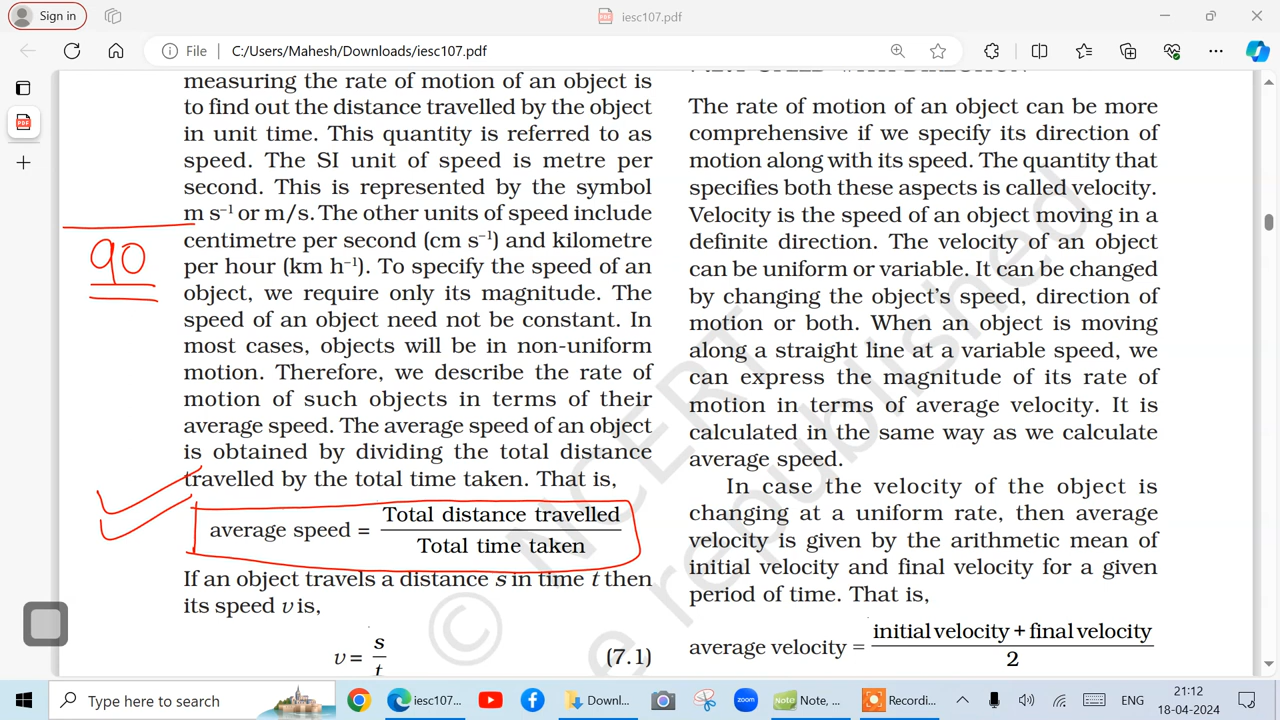 Sign in
iesc107.pdf
File
C:/Users/Mahesh/Downloads/iesc107.pdf
measuring the rate of motion of an object is
to find out the distance travelled by the object
in unit time. This quantity is referred to as
speed. The SI unit of speed is metre per
second. This is represented by the symbol
m s⁻¹ or m/s. The other units of speed include
centimetre per second (cm s⁻¹) and kilometre
per hour (km h⁻¹). To specify the speed of an
object, we require only its magnitude. The
speed of an object need not be constant. In
most cases, objects will be in non-uniform
motion. Therefore, we describe the rate of
motion of such objects in terms of their
average speed. The average speed of an object
is obtained by dividing the total distance
travelled by the total time taken. That is,
average speed = Total distance travelled
Total time taken
If an object travels a distance s in time t then
its speed υ is,
υ = s
t
(7.1)
90
SPEED WITH DIRECTION
The rate of motion of an object can be more
comprehensive if we specify its direction of
motion along with its speed. The quantity that
specifies both these aspects is called velocity.
Velocity is the speed of an object moving in a
definite direction. The velocity of an object
can be uniform or variable. It can be changed
by changing the object's speed, direction of
motion or both. When an object is moving
along a straight line at a variable speed, we
can express the magnitude of its rate of
motion in terms of average velocity. It is
calculated in the same way as we calculate
average speed.
In case the velocity of the object is
changing at a uniform rate, then average
velocity is given by the arithmetic mean of
initial velocity and final velocity for a given
period of time. That is,
average velocity = initial velocity + final velocity
2
© NCERT
be republished
Type here to search
iesc107...
Downl...
zoom
Note
Note, ...
Recordi...
ENG
21:12
18-04-2024